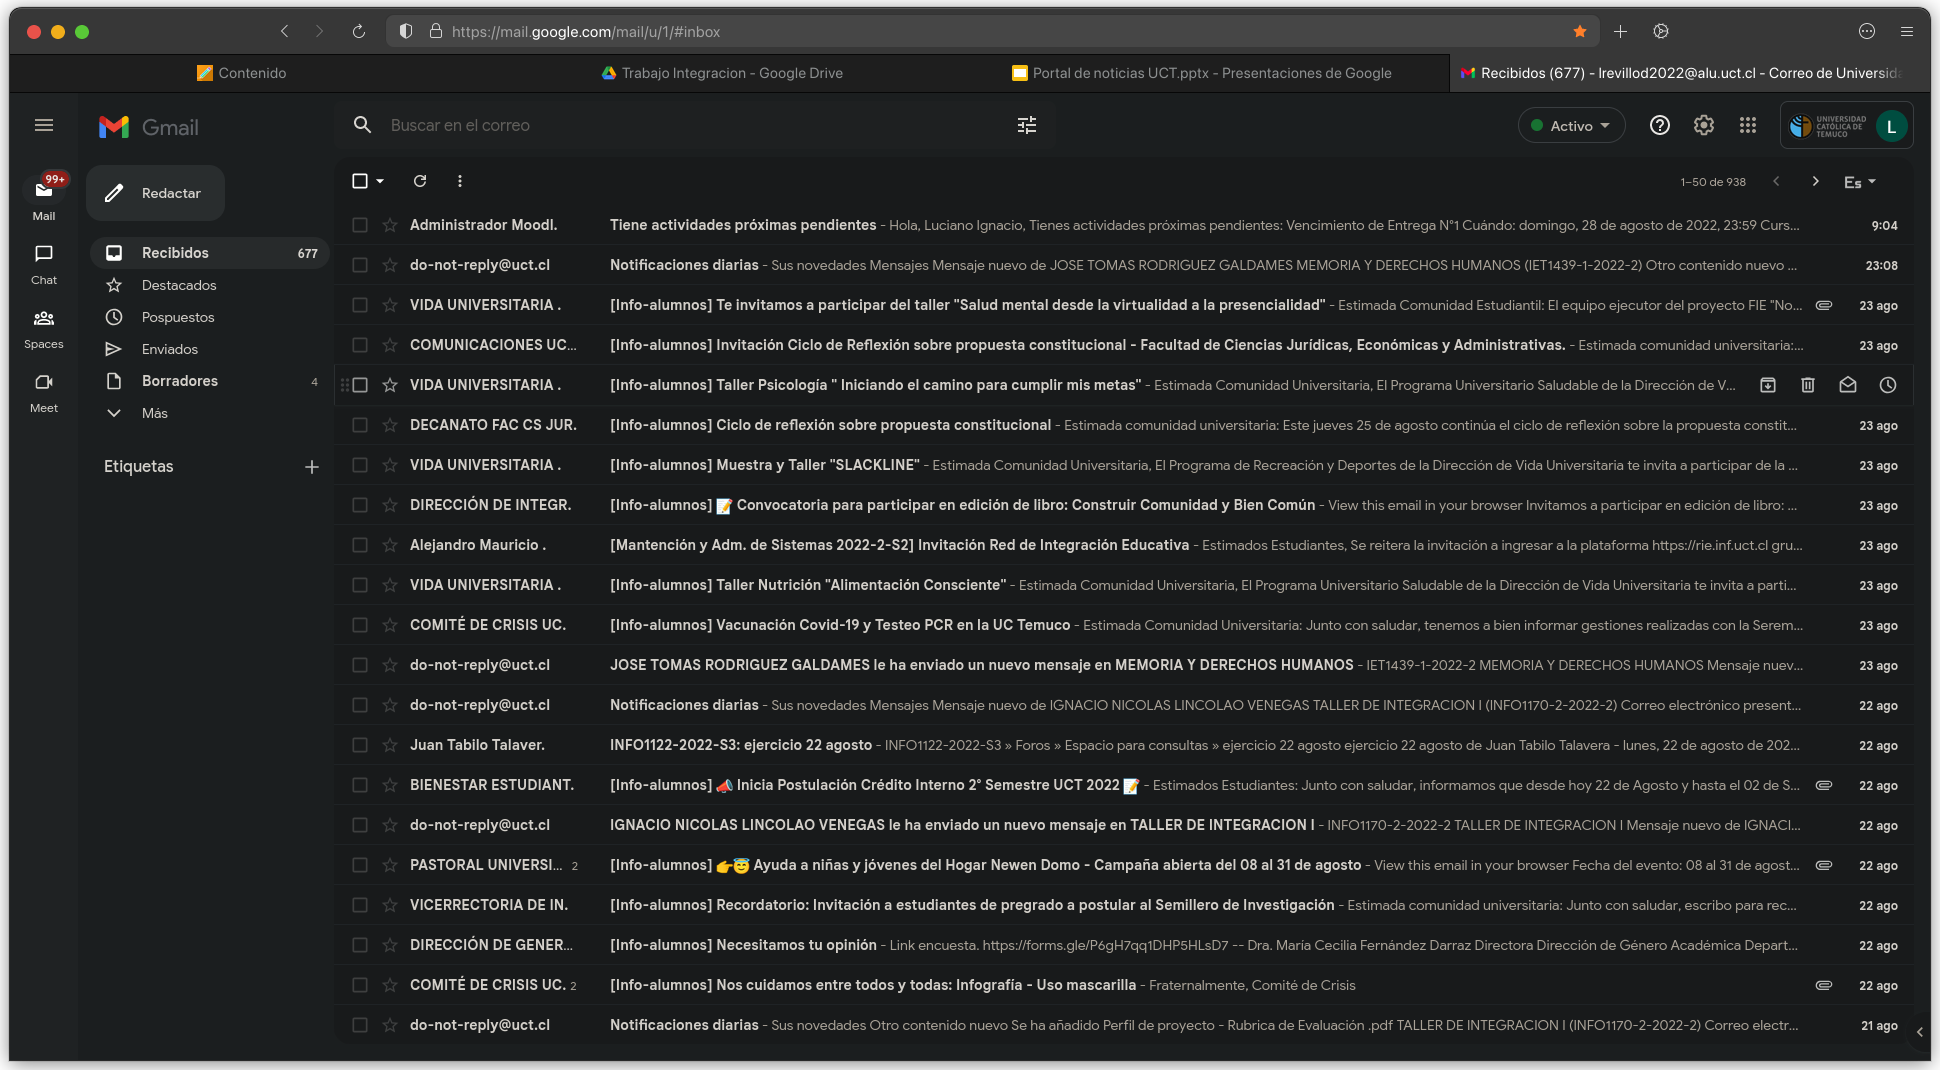 https://mail.google.com/mail/u/1/#inbox
Contenido
Trabajo Integracion - Google Drive
Portal de noticias UCT.pptx - Presentaciones de Google
Recibidos (677) - lrevillod2022@alu.uct.cl - Correo de Universida
Gmail
Buscar en el correo
Activo
UNIVERSIDAD
CATÓLICA DE
TEMUCO
L
99+
Mail
Chat
Spaces
Meet
Redactar
Recibidos 677
Destacados
Pospuestos
Enviados
Borradores 4
Más
Etiquetas
1–50 de 938
Es
Administrador Moodl. Tiene actividades próximas pendientes - Hola, Luciano Ignacio, Tienes actividades próximas pendientes: Vencimiento de Entrega N°1 Cuándo: domingo, 28 de agosto de 2022, 23:59 Curs... 9:04
do-not-reply@uct.cl Notificaciones diarias - Sus novedades Mensajes Mensaje nuevo de JOSE TOMAS RODRIGUEZ GALDAMES MEMORIA Y DERECHOS HUMANOS (IET1439-1-2022-2) Otro contenido nuevo ... 23:08
VIDA UNIVERSITARIA . [Info-alumnos] Te invitamos a participar del taller "Salud mental desde la virtualidad a la presencialidad" - Estimada Comunidad Estudiantil: El equipo ejecutor del proyecto FIE "No... 23 ago
COMUNICACIONES UC... [Info-alumnos] Invitación Ciclo de Reflexión sobre propuesta constitucional - Facultad de Ciencias Jurídicas, Económicas y Administrativas. - Estimada comunidad universitaria:... 23 ago
VIDA UNIVERSITARIA . [Info-alumnos] Taller Psicología " Iniciando el camino para cumplir mis metas" - Estimada Comunidad Universitaria, El Programa Universitario Saludable de la Dirección de V...
DECANATO FAC CS JUR. [Info-alumnos] Ciclo de reflexión sobre propuesta constitucional - Estimada comunidad universitaria: Este jueves 25 de agosto continúa el ciclo de reflexión sobre la propuesta constit... 23 ago
VIDA UNIVERSITARIA . [Info-alumnos] Muestra y Taller "SLACKLINE" - Estimada Comunidad Universitaria, El Programa de Recreación y Deportes de la Dirección de Vida Universitaria te invita a participar de la ... 23 ago
DIRECCIÓN DE INTEGR. [Info-alumnos] 📝 Convocatoria para participar en edición de libro: Construir Comunidad y Bien Común - View this email in your browser Invitamos a participar en edición de libro: ... 23 ago
Alejandro Mauricio . [Mantención y Adm. de Sistemas 2022-2-S2] Invitación Red de Integración Educativa - Estimados Estudiantes, Se reitera la invitación a ingresar a la plataforma https://rie.inf.uct.cl gru... 23 ago
VIDA UNIVERSITARIA . [Info-alumnos] Taller Nutrición "Alimentación Consciente" - Estimada Comunidad Universitaria, El Programa Universitario Saludable de la Dirección de Vida Universitaria te invita a parti... 23 ago
COMITÉ DE CRISIS UC. [Info-alumnos] Vacunación Covid-19 y Testeo PCR en la UC Temuco - Estimada Comunidad Universitaria: Junto con saludar, tenemos a bien informar gestiones realizadas con la Serem... 23 ago
do-not-reply@uct.cl JOSE TOMAS RODRIGUEZ GALDAMES le ha enviado un nuevo mensaje en MEMORIA Y DERECHOS HUMANOS - IET1439-1-2022-2 MEMORIA Y DERECHOS HUMANOS Mensaje nuev... 23 ago
do-not-reply@uct.cl Notificaciones diarias - Sus novedades Mensajes Mensaje nuevo de IGNACIO NICOLAS LINCOLAO VENEGAS TALLER DE INTEGRACION I (INFO1170-2-2022-2) Correo electrónico present... 22 ago
Juan Tabilo Talaver. INFO1122-2022-S3: ejercicio 22 agosto - INFO1122-2022-S3 » Foros » Espacio para consultas » ejercicio 22 agosto ejercicio 22 agosto de Juan Tabilo Talavera - lunes, 22 de agosto de 202... 22 ago
BIENESTAR ESTUDIANT. [Info-alumnos] 📣 Inicia Postulación Crédito Interno 2° Semestre UCT 2022 📝 - Estimados Estudiantes: Junto con saludar, informamos que desde hoy 22 de Agosto y hasta el 02 de S... 22 ago
do-not-reply@uct.cl IGNACIO NICOLAS LINCOLAO VENEGAS le ha enviado un nuevo mensaje en TALLER DE INTEGRACION I - INFO1170-2-2022-2 TALLER DE INTEGRACION I Mensaje nuevo de IGNACI... 22 ago
PASTORAL UNIVERSI... 2 [Info-alumnos] 👉😇 Ayuda a niñas y jóvenes del Hogar Newen Domo - Campaña abierta del 08 al 31 de agosto - View this email in your browser Fecha del evento: 08 al 31 de agost... 22 ago
VICERRECTORIA DE IN. [Info-alumnos] Recordatorio: Invitación a estudiantes de pregrado a postular al Semillero de Investigación - Estimada comunidad universitaria: Junto con saludar, escribo para rec... 22 ago
DIRECCIÓN DE GENER... [Info-alumnos] Necesitamos tu opinión - Link encuesta. https://forms.gle/P6gH7qq1DHP5HLsD7 -- Dra. María Cecilia Fernández Darraz Directora Dirección de Género Académica Depart... 22 ago
COMITÉ DE CRISIS UC. 2 [Info-alumnos] Nos cuidamos entre todos y todas: Infografía - Uso mascarilla - Fraternalmente, Comité de Crisis 22 ago
do-not-reply@uct.cl Notificaciones diarias - Sus novedades Otro contenido nuevo Se ha añadido Perfil de proyecto - Rubrica de Evaluación .pdf TALLER DE INTEGRACION I (INFO1170-2-2022-2) Correo electr... 21 ago